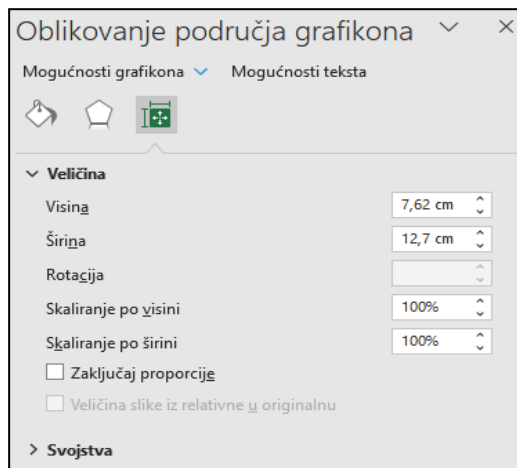 Oblikovanje područja grafikona
Mogućnosti grafikona Mogućnosti teksta
Veličina
Visina 7,62 cm
Širina 12,7 cm
Rotacija
Skaliranje po visini 100%
Skaliranje po širini 100%
Zaključaj proporcije
Veličina slike iz relativne u originalnu
Svojstva